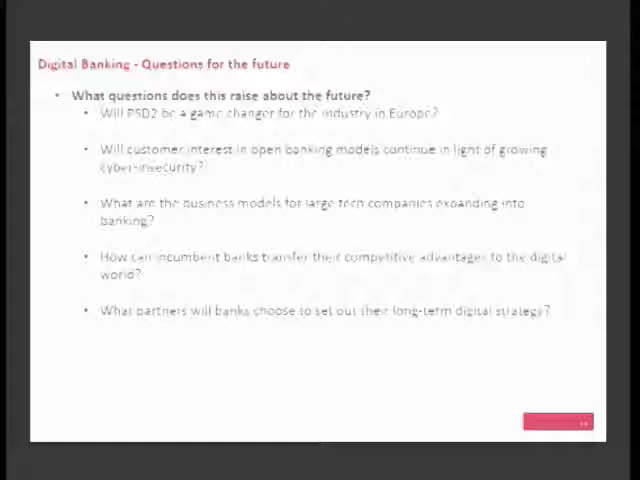 Digital Banking - Questions for the future
• What questions does this raise about the future?
• Will PSD2 be a game changer for the industry in Europe?
• Will customer interest in open banking models continue in light of growing
cyber-insecurity?
• What are the business models for large tech companies expanding into
banking?
• How can incumbent banks transfer their competitive advantages to the digital
world?
• What partners will banks choose to set out their long-term digital strategy?